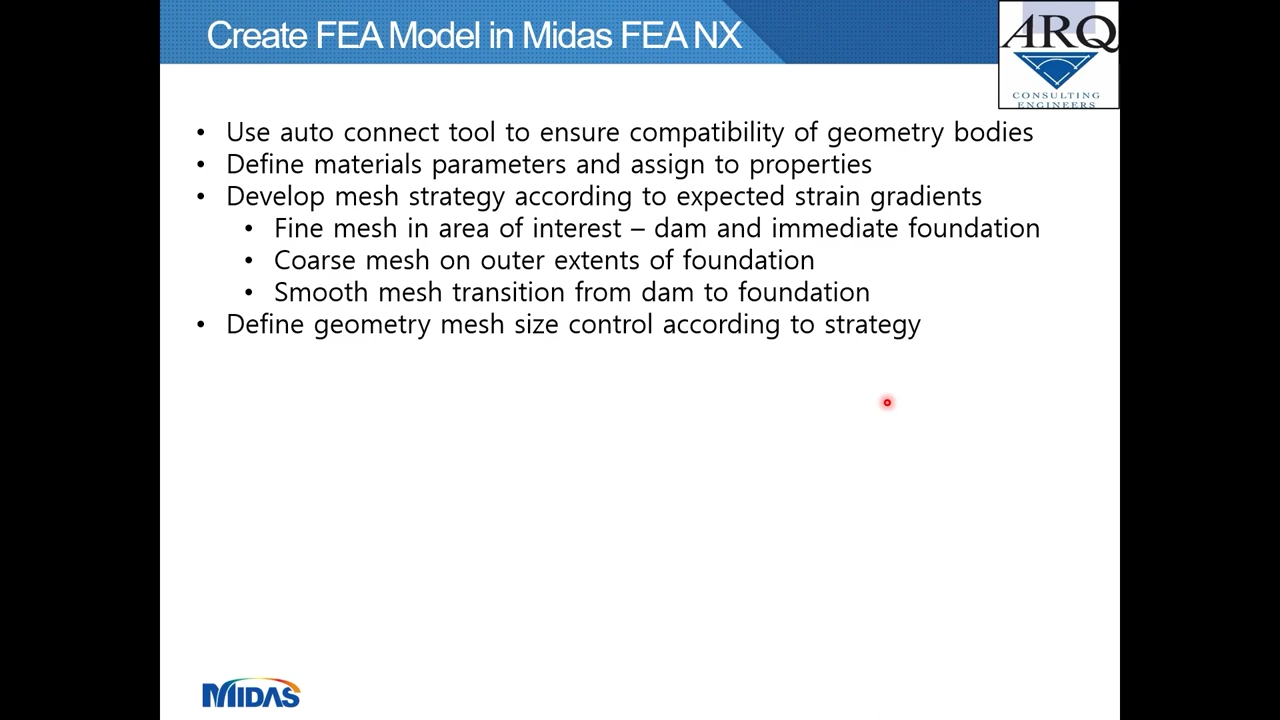 Create FEA Model in Midas FEA NX
ARQ
CONSULTING
ENGINEERS
• Use auto connect tool to ensure compatibility of geometry bodies
• Define materials parameters and assign to properties
• Develop mesh strategy according to expected strain gradients
• Fine mesh in area of interest – dam and immediate foundation
• Coarse mesh on outer extents of foundation
• Smooth mesh transition from dam to foundation
• Define geometry mesh size control according to strategy
MIDAS